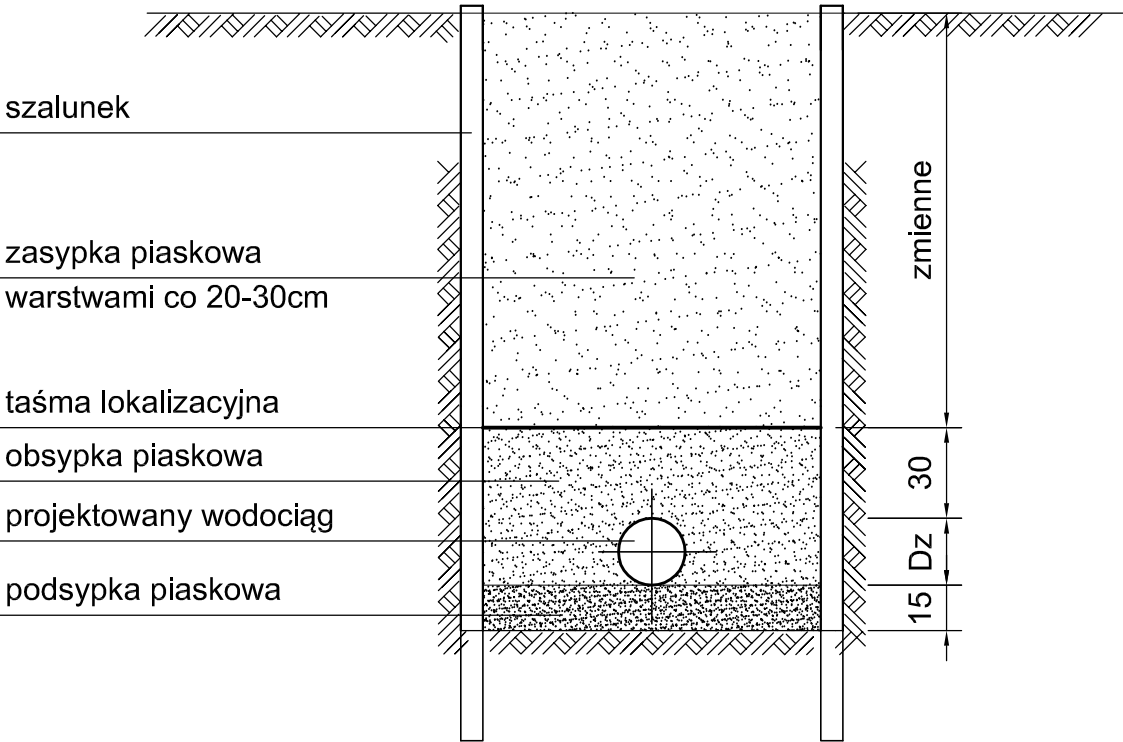 szalunek
zasypka piaskowa
warstwami co 20-30cm
taśma lokalizacyjna
obsypka piaskowa
projektowany wodociąg
podsypka piaskowa
zmienne
30
Dz
15